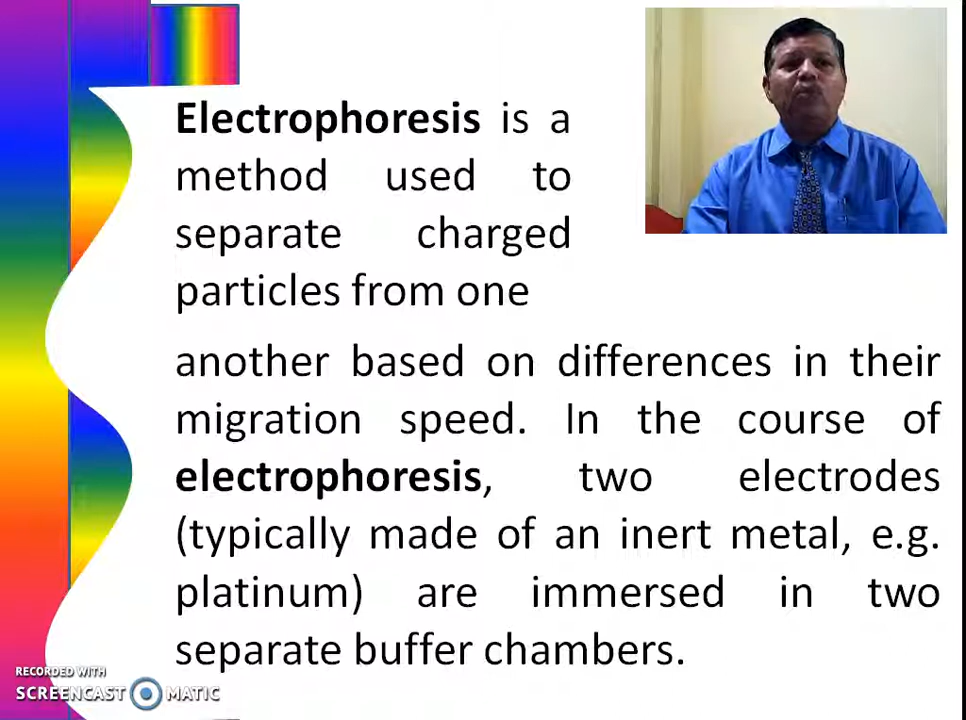 Electrophoresis is a
method used to
separate charged
particles from one
another based on differences in their
migration speed. In the course of
electrophoresis, two electrodes
(typically made of an inert metal, e.g.
platinum) are immersed in two
separate buffer chambers.
RECORDED WITH
SCREENCAST MATIC